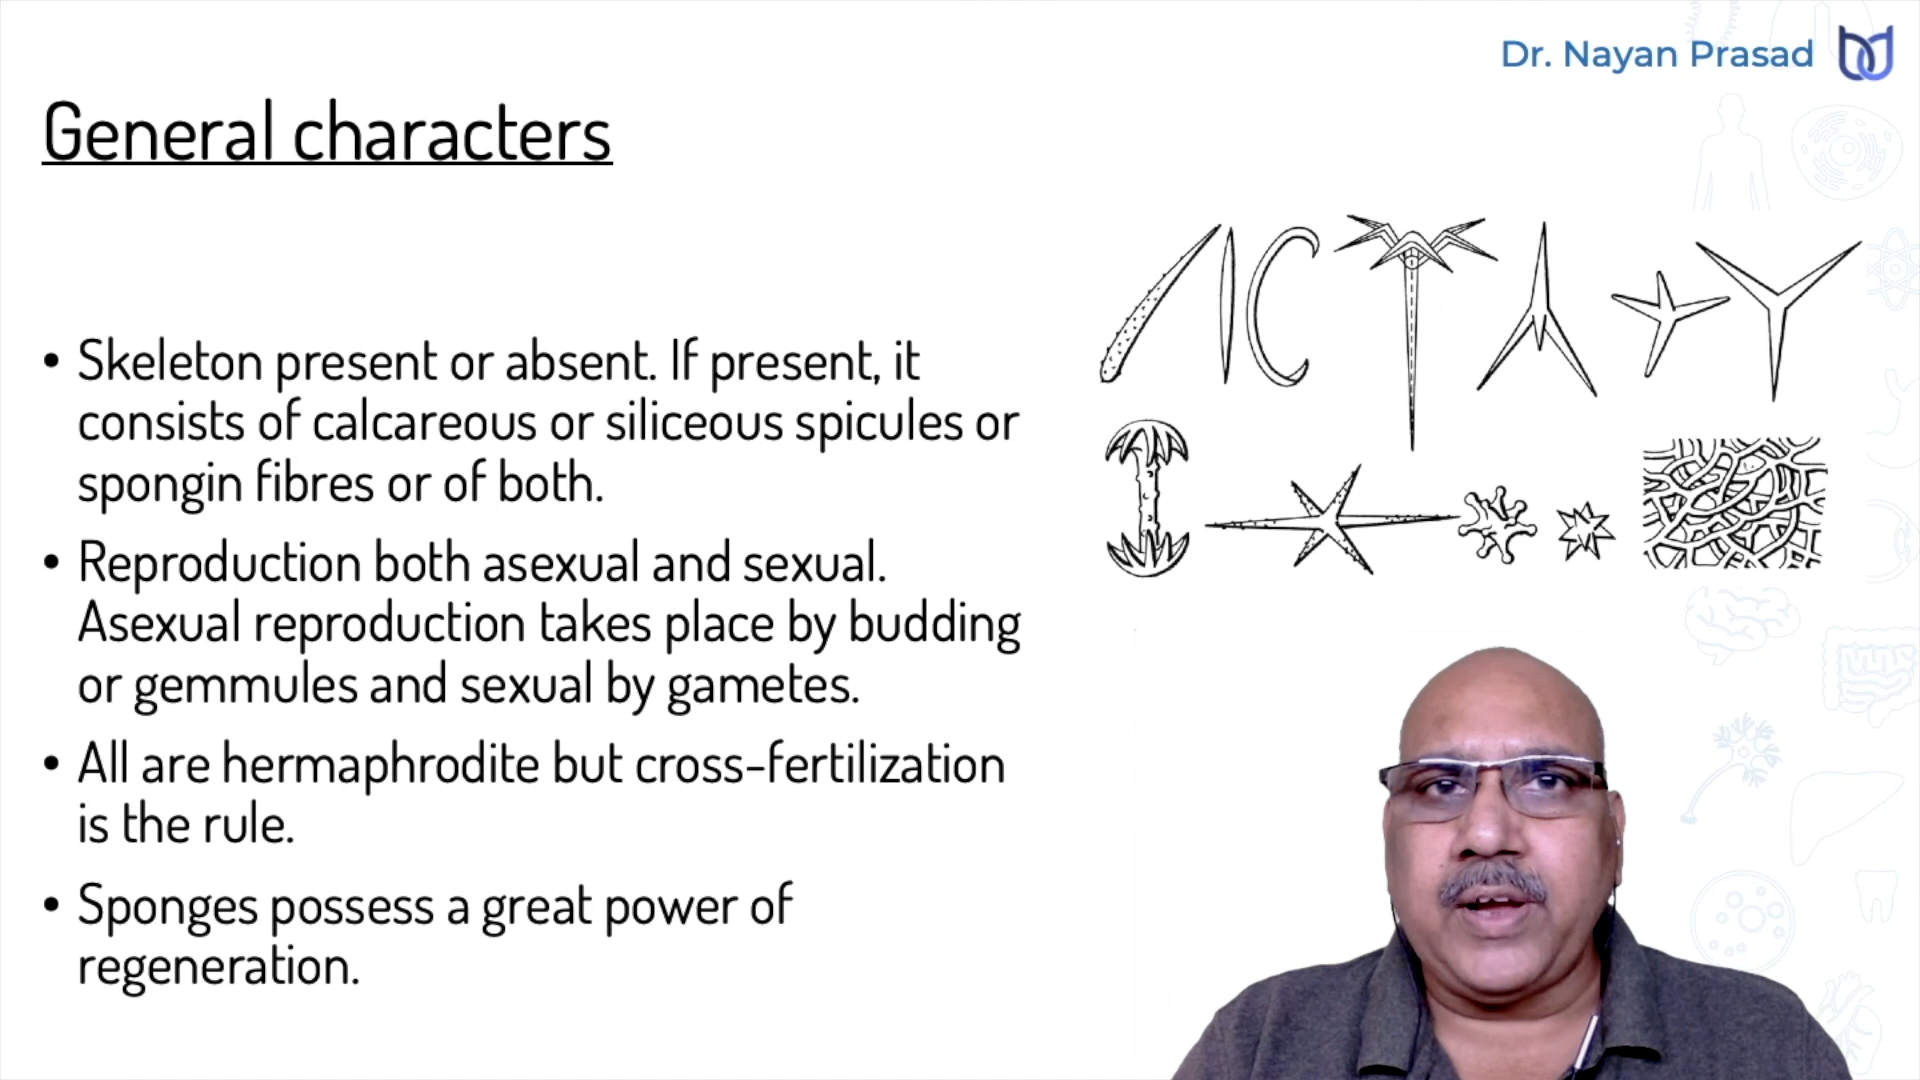 Dr. Nayan Prasad
General characters
• Skeleton present or absent. If present, it
consists of calcareous or siliceous spicules or
spongin fibres or of both.
• Reproduction both asexual and sexual.
Asexual reproduction takes place by budding
or gemmules and sexual by gametes.
• All are hermaphrodite but cross-fertilization
is the rule.
• Sponges possess a great power of
regeneration.